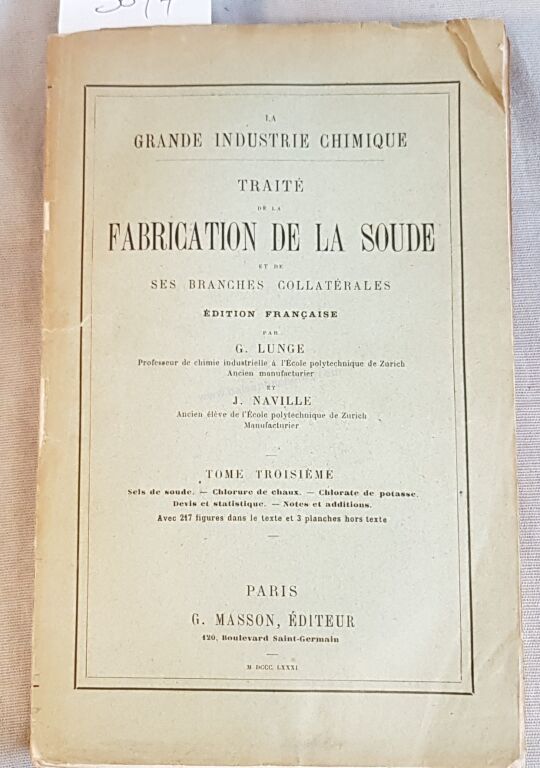 LA
GRANDE INDUSTRIE CHIMIQUE
TRAITÉ
DE LA
FABRICATION DE LA SOUDE
ET DE
SES BRANCHES COLLATÉRALES
ÉDITION FRANÇAISE
PAR
G. LUNGE
Professeur de chimie industrielle à l'École polytechnique de Zurich
Ancien manufacturier
ET
J. NAVILLE
Ancien élève de l'École polytechnique de Zurich
Manufacturier
TOME TROISIÈME
Sels de soude. — Chlorure de chaux. — Chlorate de potasse.
Devis et statistique. — Notes et additions.
Avec 217 figures dans le texte et 3 planches hors texte
PARIS
G. MASSON, ÉDITEUR
120, Boulevard Saint-Germain
M DCCC LXXXI